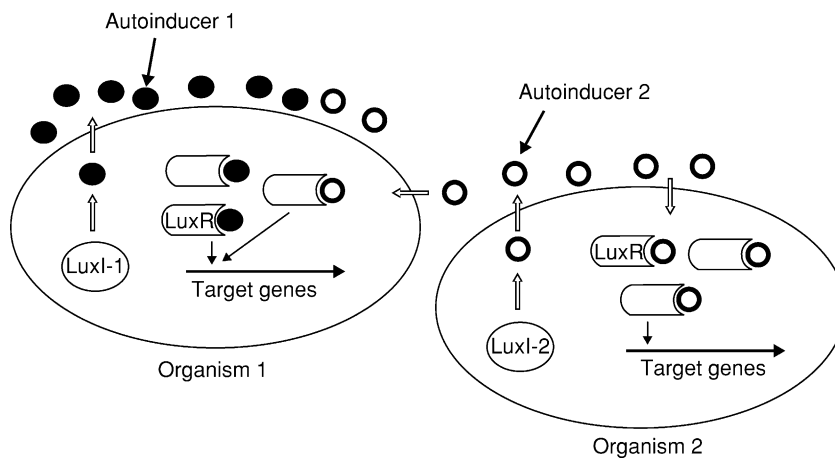 Autoinducer 1
Autoinducer 2
LuxR
LuxI-1
Target genes
Organism 1
LuxR
LuxI-2
Target genes
Organism 2